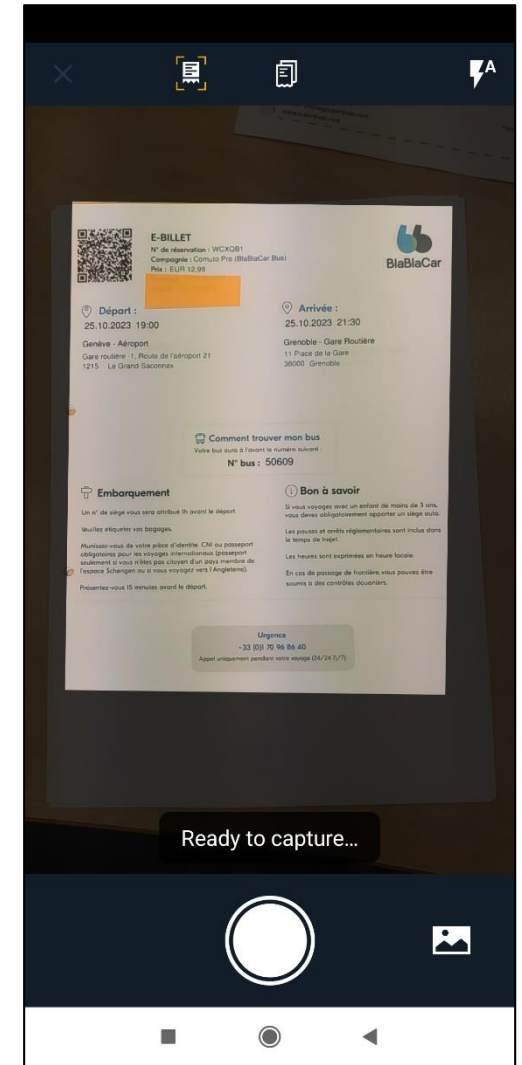 A
E-BILLET
N° de réservation : WCXQB1
Compagnie : Comuto Pro (BlaBlaCar Bus)
Prix : EUR 12,99
BlaBlaCar
Départ :
25.10.2023 19:00
Genève - Aéroport
Gare routière -1, Route de l'aéroport 21
1215 La Grand-Saconnex
Arrivée :
25.10.2023 21:30
Grenoble - Gare Routière
11 Place de la Gare
38000 Grenoble
Comment trouver mon bus
Votre bus aura à l'avant le numéro suivant :
N° bus : 50609
Embarquement
Un n° de siège vous sera attribué 1h avant le départ.
Veuillez étiqueter vos bagages.
Munissez-vous de votre pièce d'identité: CNI ou passeport
obligatoires pour les voyages internationaux (passeport
seulement si vous n'êtes pas citoyen d'un pays membre de
l'espace Schengen ou si vous voyagez vers l'Angleterre).
Présentez-vous 15 minutes avant le départ.
Bon à savoir
Si vous voyagez avec un enfant de moins de 3 ans,
vous devez obligatoirement apporter un siège auto.
Les pauses et arrêts réglementaires sont inclus dans
le temps de trajet.
Les heures sont exprimées en heure locale.
En cas de passage de frontière, vous pouvez être
soumis à des contrôles douaniers.
Urgence
+33 (0)1 70 96 86 40
Appel uniquement pendant votre voyage (24/24 7j/7)
Ready to capture…